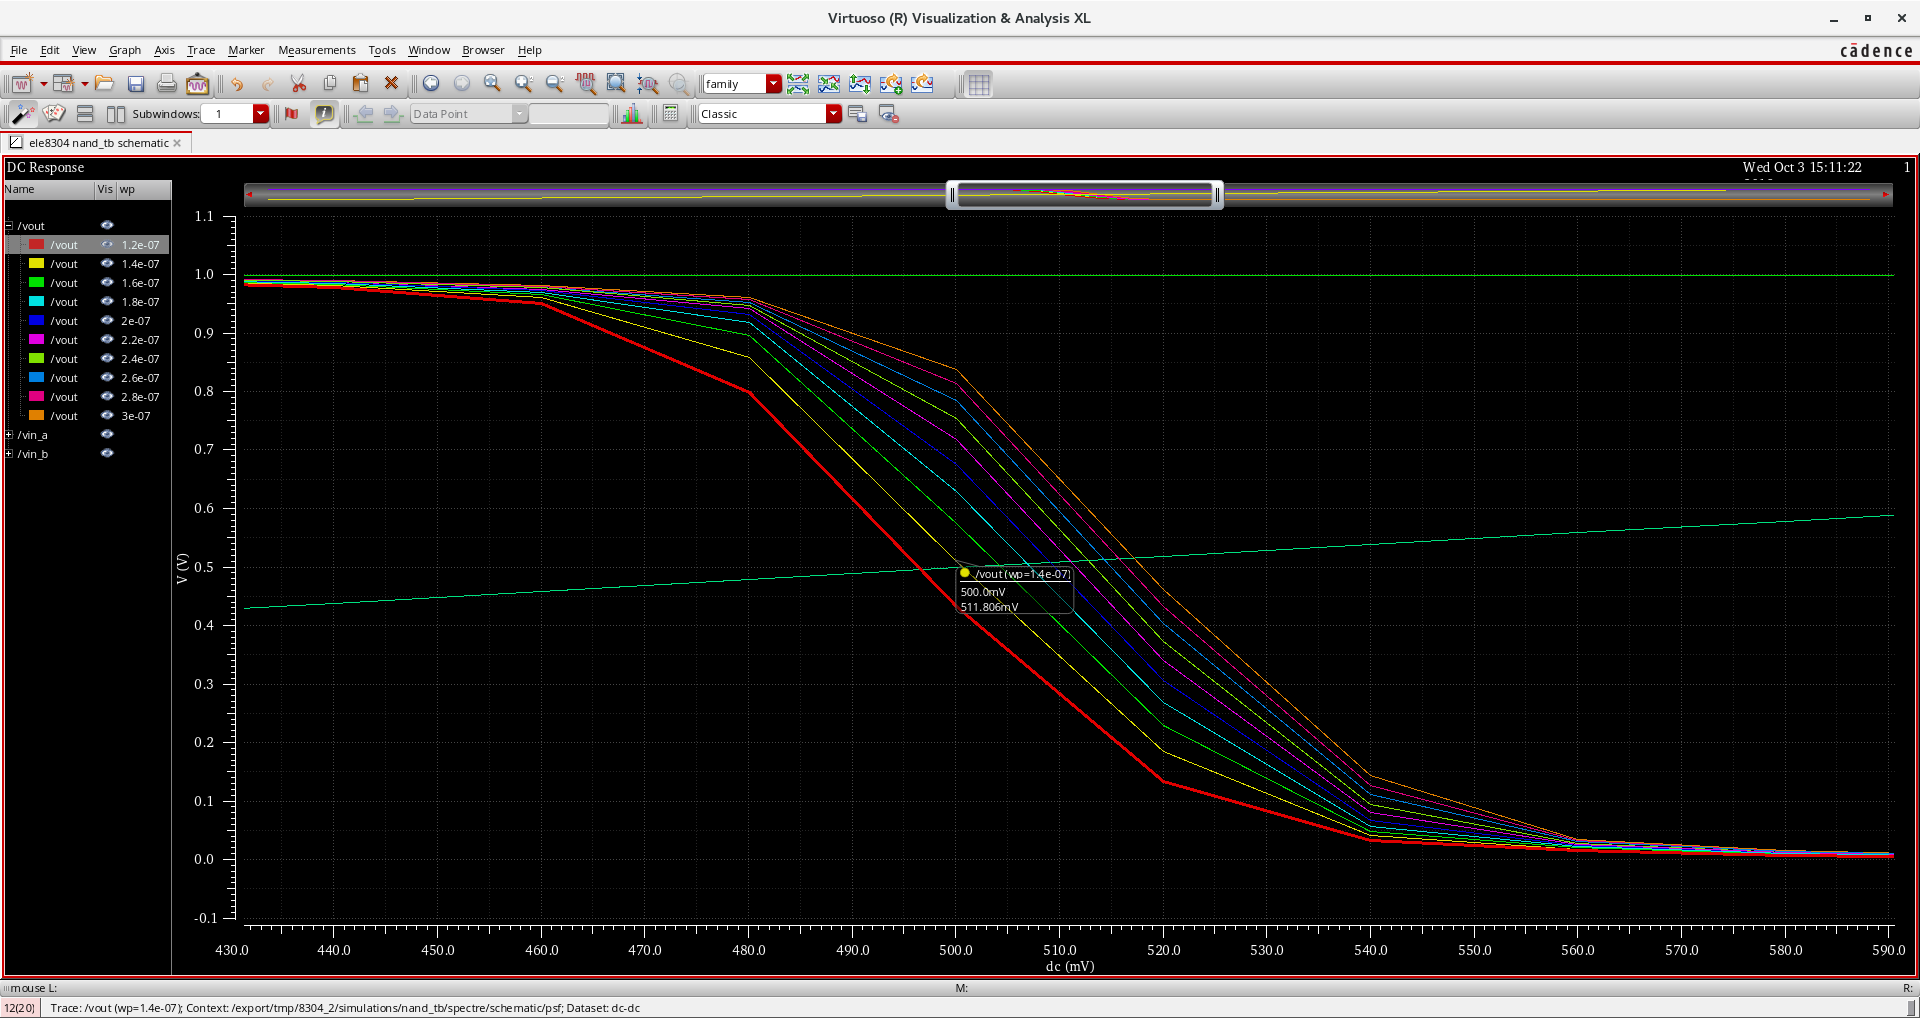 Virtuoso (R) Visualization & Analysis XL
File Edit View Graph Axis Trace Marker Measurements Tools Window Browser Help
cādence
family
Subwindows: 1
Data Point
Classic
ele8304 nand_tb schematic
DC Response
Wed Oct 3 15:11:22
1
Name Vis wp
/vout
/vout 1.2e-07
/vout 1.4e-07
/vout 1.6e-07
/vout 1.8e-07
/vout 2e-07
/vout 2.2e-07
/vout 2.4e-07
/vout 2.6e-07
/vout 2.8e-07
/vout 3e-07
/vin_a
/vin_b
1.1
1.0
0.9
0.8
0.7
0.6
0.5
0.4
0.3
0.2
0.1
0.0
-0.1
V (V)
/vout (wp=1.4e-07)
500.0mV
511.806mV
430.0 440.0 450.0 460.0 470.0 480.0 490.0 500.0 510.0 520.0 530.0 540.0 550.0 560.0 570.0 580.0 590.0
dc (mV)
mouse L: M: R:
12(20) Trace: /vout (wp=1.4e-07); Context: /export/tmp/8304_2/simulations/nand_tb/spectre/schematic/psf; Dataset: dc-dc